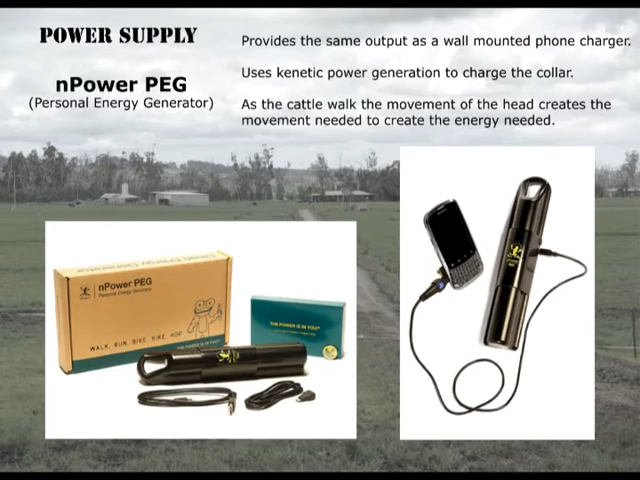 POWER SUPPLY
nPower PEG
(Personal Energy Generator)
Provides the same output as a wall mounted phone charger.
Uses kenetic power generation to charge the collar.
As the cattle walk the movement of the head creates the
movement needed to create the energy needed.
nPower PEG
Personal Energy Generator
WALK, RUN, BIKE, HIKE, HOP
THE POWER IS IN YOU!